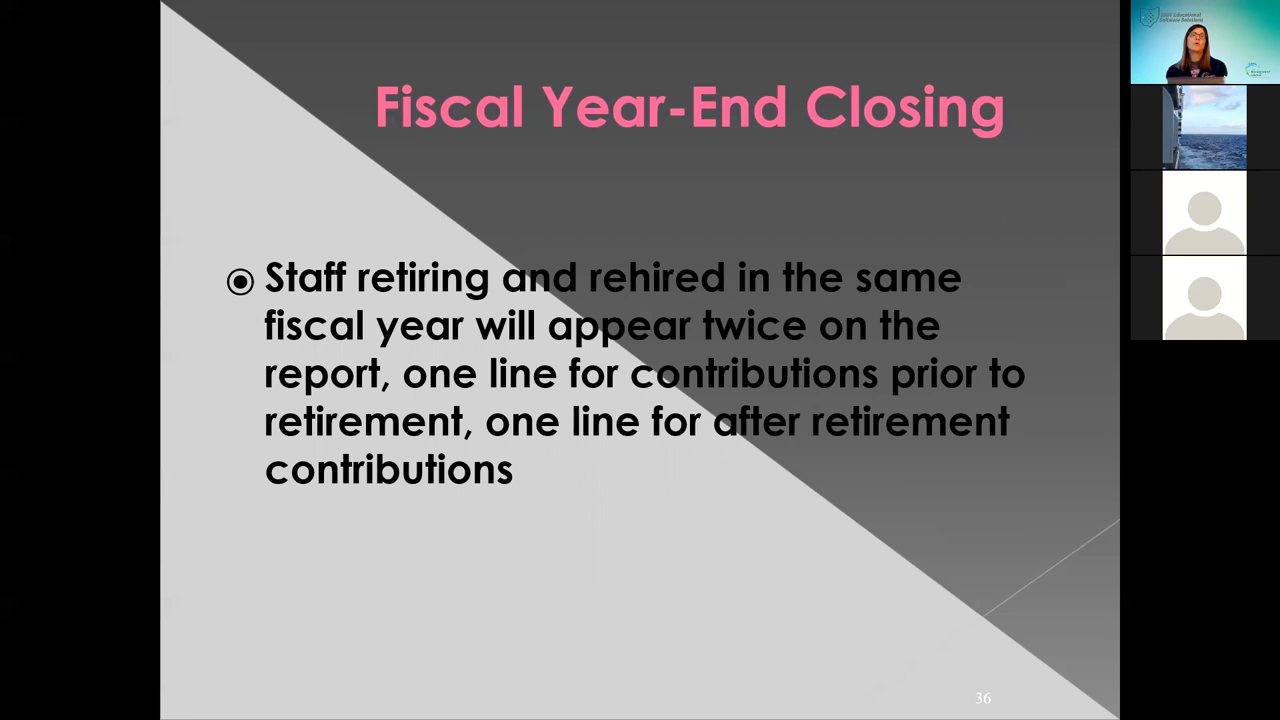 Fiscal Year-End Closing
Staff retiring and rehired in the same
fiscal year will appear twice on the
report, one line for contributions prior to
retirement, one line for after retirement
contributions
36